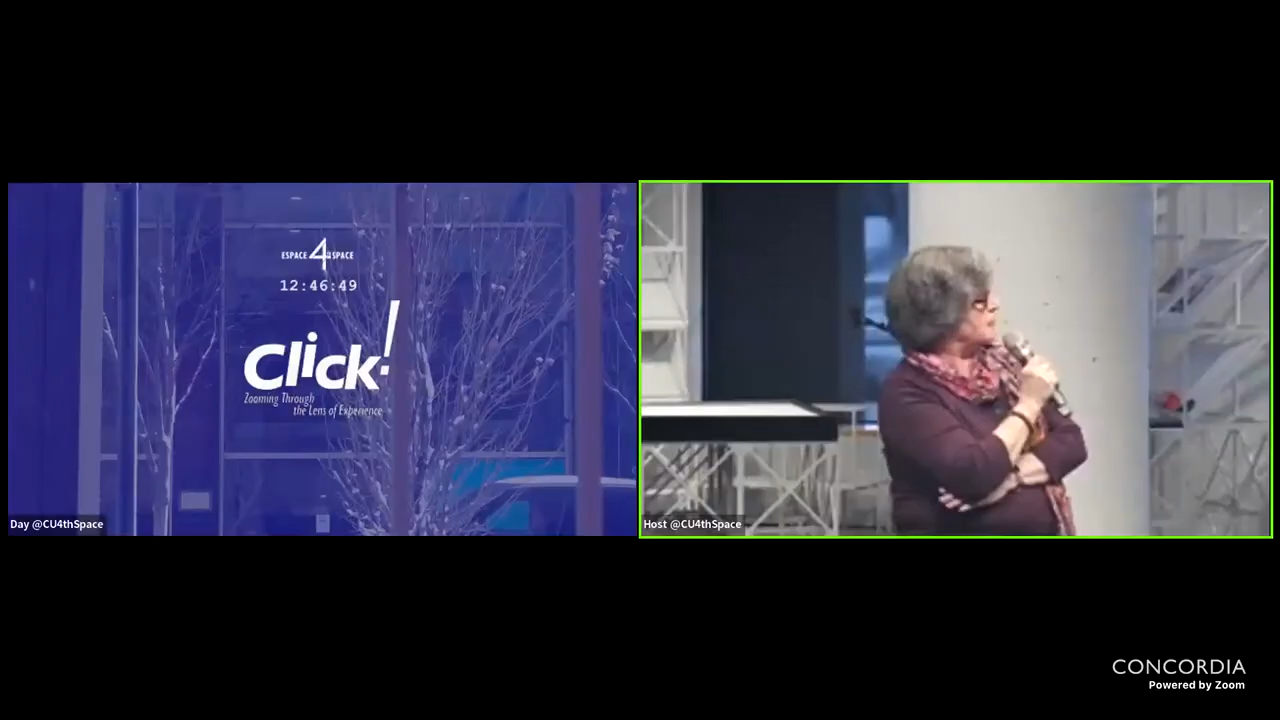 ESPACE 4 SPACE
12:46:49
Click!
Zooming Through
the Lens of Experience
Day @CU4thSpace
Host @CU4thSpace
CONCORDIA
Powered by Zoom